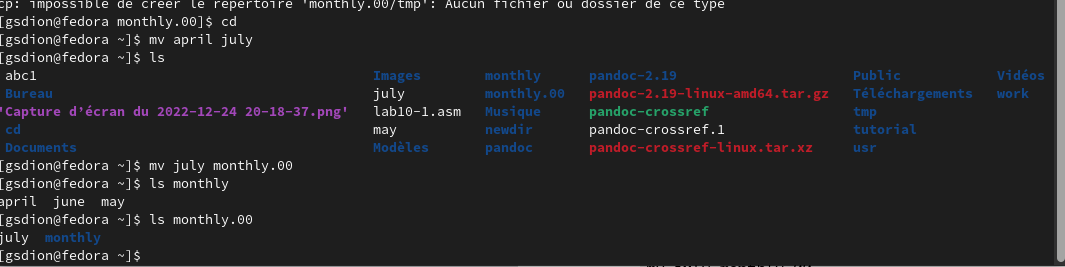 cp: impossible de créer le répertoire 'monthly.00/tmp': Aucun fichier ou dossier de ce type
[gsdion@fedora monthly.00]$ cd
[gsdion@fedora ~]$ mv april july
[gsdion@fedora ~]$ ls
abc1 Images monthly pandoc-2.19 Public Vidéos
Bureau july monthly.00 pandoc-2.19-linux-amd64.tar.gz Téléchargements work
'Capture d’écran du 2022-12-24 20-18-37.png' lab10-1.asm Musique pandoc-crossref tmp
cd may newdir pandoc-crossref.1 tutorial
Documents Modèles pandoc pandoc-crossref-linux.tar.xz usr
[gsdion@fedora ~]$ mv july monthly.00
[gsdion@fedora ~]$ ls monthly
april june may
[gsdion@fedora ~]$ ls monthly.00
july monthly
[gsdion@fedora ~]$